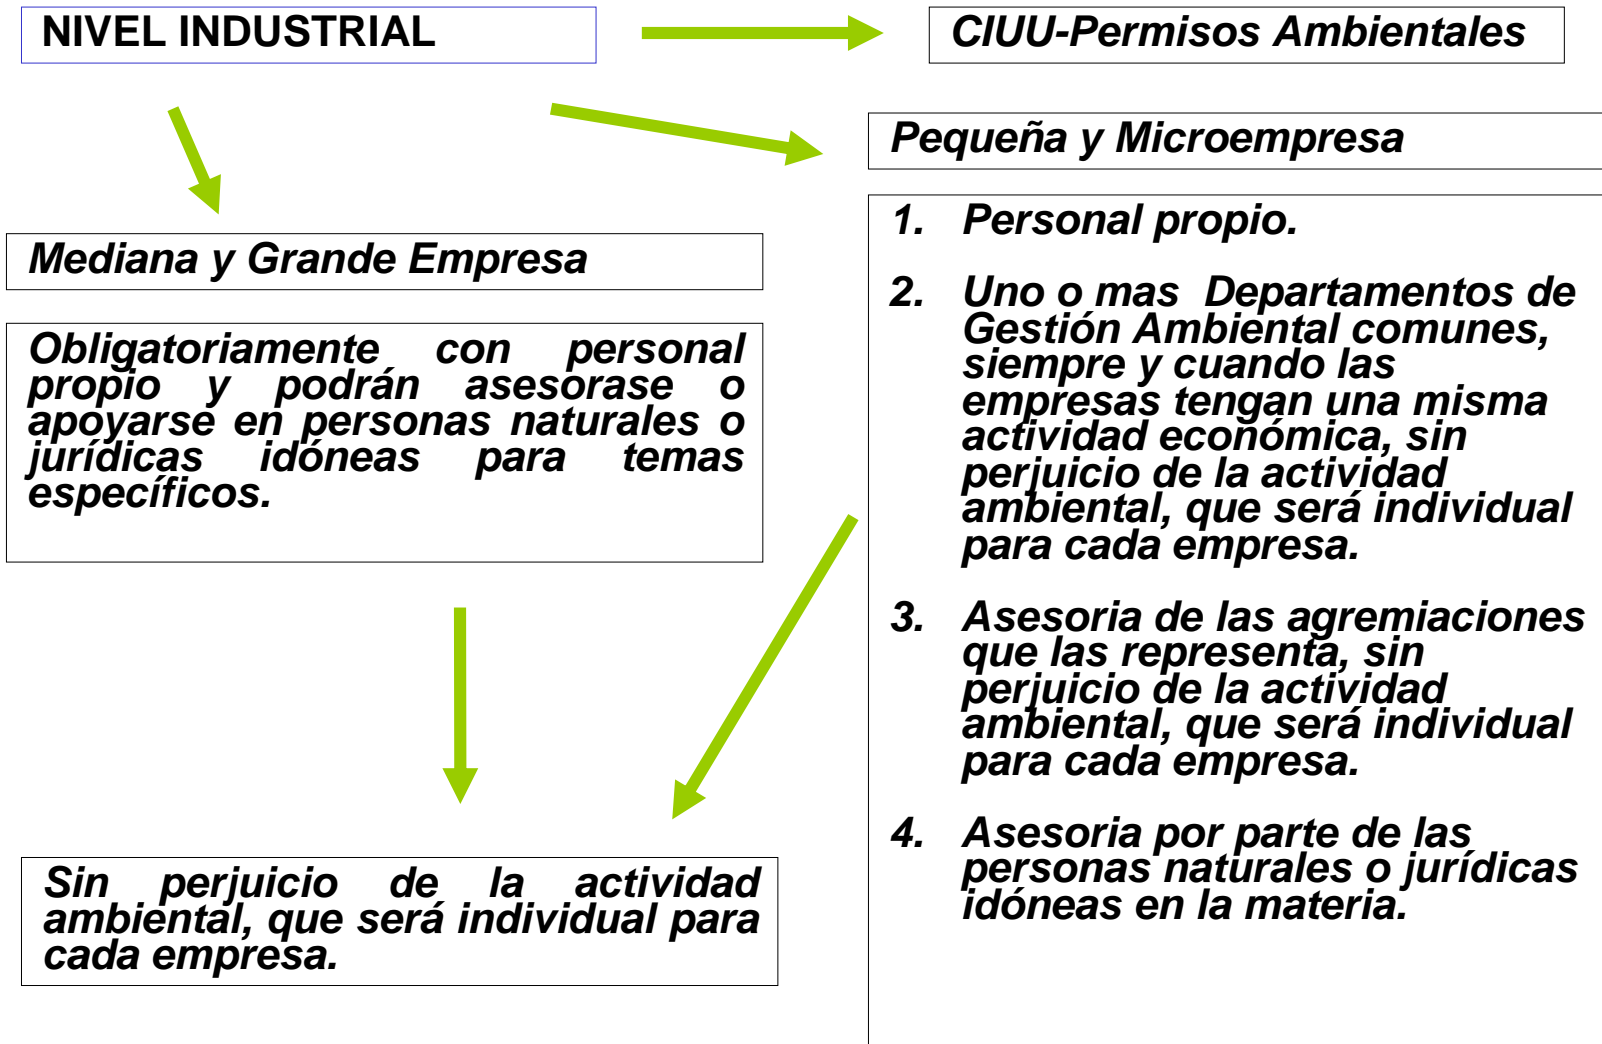 NIVEL INDUSTRIAL
CIUU-Permisos Ambientales
Pequeña y Microempresa
Mediana y Grande Empresa
Obligatoriamente con personal
propio y podrán asesorase o
apoyarse en personas naturales o
jurídicas idóneas para temas
específicos.
1. Personal propio.
2. Uno o mas Departamentos de
Gestión Ambiental comunes,
siempre y cuando las
empresas tengan una misma
actividad económica, sin
perjuicio de la actividad
ambiental, que será individual
para cada empresa.
3. Asesoria de las agremiaciones
que las representa, sin
perjuicio de la actividad
ambiental, que será individual
para cada empresa.
4. Asesoria por parte de las
personas naturales o jurídicas
idóneas en la materia.
Sin perjuicio de la actividad
ambiental, que será individual para
cada empresa.